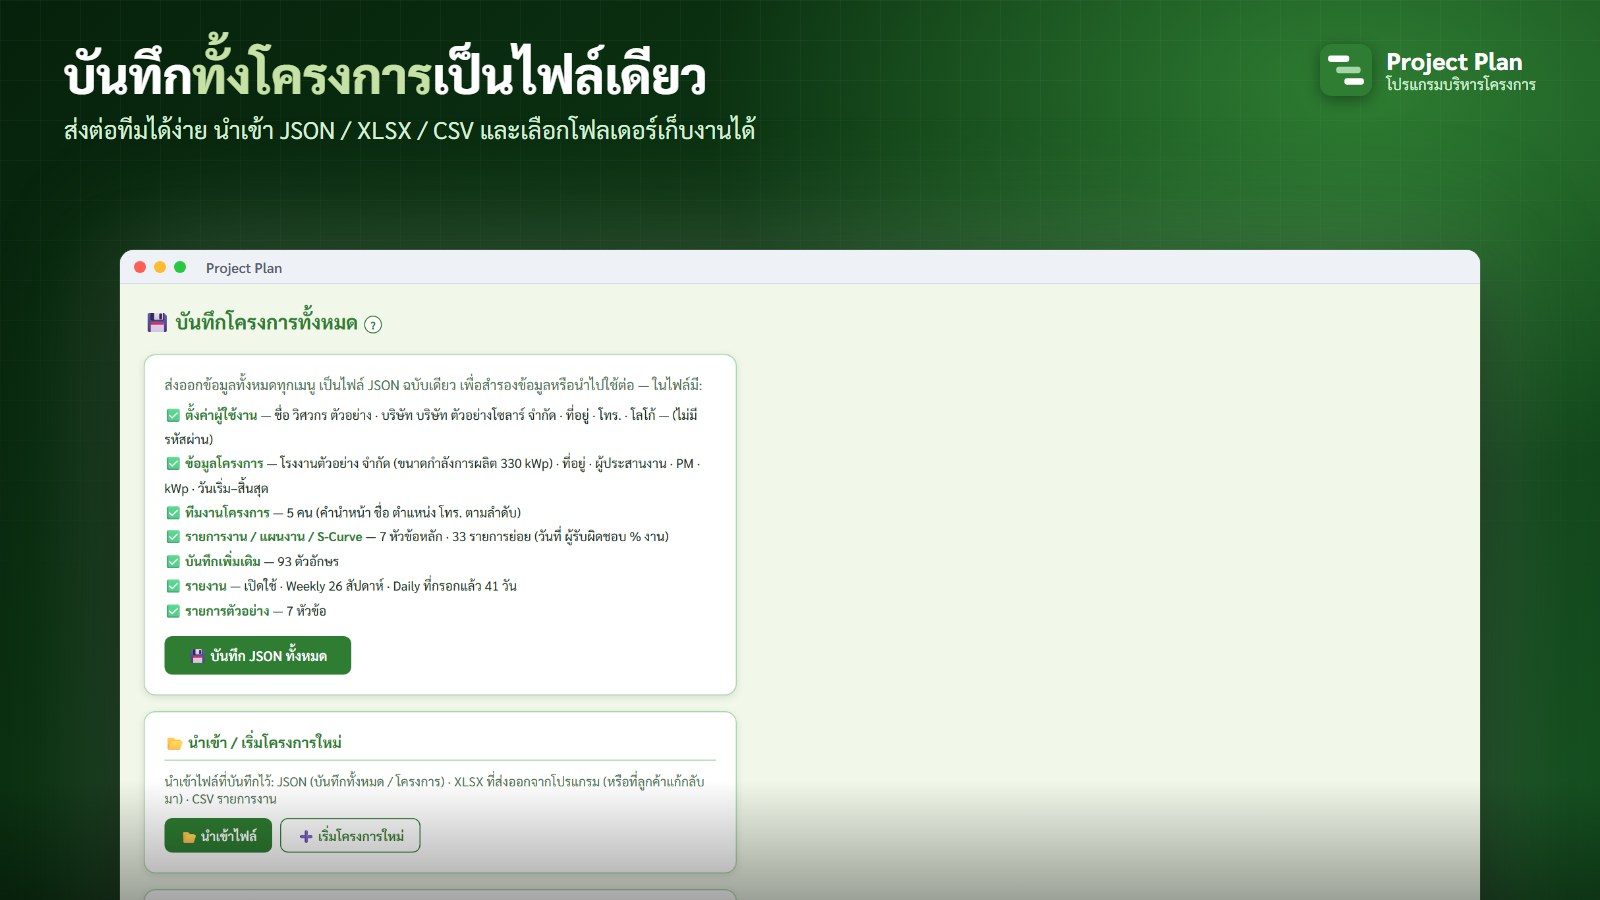 บันทึกทั้งโครงการเป็นไฟล์เดียว
ส่งต่อทีมได้ง่าย นำเข้า JSON / XLSX / CSV และเลือกโฟลเดอร์เก็บงานได้
Project Plan
โปรแกรมบริหารโครงการ
Project Plan
บันทึกโครงการทั้งหมด ?
ส่งออกข้อมูลทั้งหมดทุกเมนู เป็นไฟล์ JSON ฉบับเดียว เพื่อสำรองข้อมูลหรือนำไปใช้ต่อ — ในไฟล์มี:
✅ ตั้งค่าผู้ใช้งาน — ชื่อ วิศวกร ตัวอย่าง · บริษัท บริษัท ตัวอย่างโซลาร์ จำกัด · ที่อยู่ · โทร. · โลโก้ — (ไม่มี
รหัสผ่าน)
✅ ข้อมูลโครงการ — โรงงานตัวอย่าง จำกัด (ขนาดกำลังการผลิต 330 kWp) · ที่อยู่ · ผู้ประสานงาน · PM ·
kWp · วันเริ่ม–สิ้นสุด
✅ ทีมงานโครงการ — 5 คน (คำนำหน้า ชื่อ ตำแหน่ง โทร. ตามลำดับ)
✅ รายการงาน / แผนงาน / S-Curve — 7 หัวข้อหลัก · 33 รายการย่อย (วันที่ ผู้รับผิดชอบ % งาน)
✅ บันทึกเพิ่มเติม — 93 ตัวอักษร
✅ รายงาน — เปิดใช้ · Weekly 26 สัปดาห์ · Daily ที่กรอกแล้ว 41 วัน
✅ รายการตัวอย่าง — 7 หัวข้อ
บันทึก JSON ทั้งหมด
นำเข้า / เริ่มโครงการใหม่
นำเข้าไฟล์ที่บันทึกไว้: JSON (บันทึกทั้งหมด / โครงการ) · XLSX ที่ส่งออกจากโปรแกรม (หรือที่ลูกค้าแก้กลับ
มา) · CSV รายการงาน
นำเข้าไฟล์
เริ่มโครงการใหม่